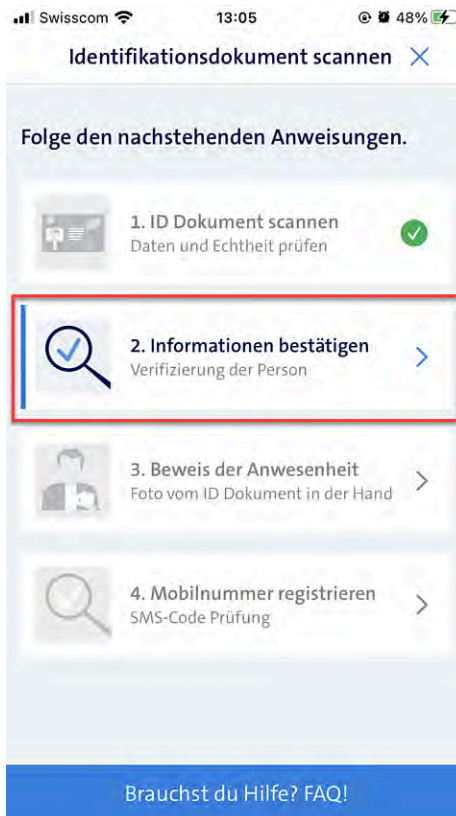 Swisscom 13:05 48%
Identifikationsdokument scannen
Folge den nachstehenden Anweisungen.
1. ID Dokument scannen
Daten und Echtheit prüfen
2. Informationen bestätigen
Verifizierung der Person
3. Beweis der Anwesenheit
Foto vom ID Dokument in der Hand
4. Mobilnummer registrieren
SMS-Code Prüfung
Brauchst du Hilfe? FAQ!